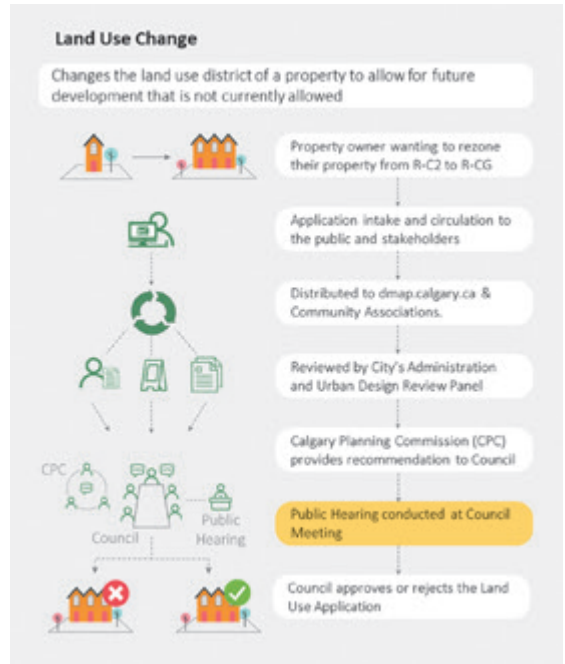 Land Use Change
Changes the land use district of a property to allow for future
development that is not currently allowed
Property owner wanting to rezone
their property from R-C2 to R-CG
Application intake and circulation to
the public and stakeholders
Distributed to dmap.calgary.ca &
Community Associations.
Reviewed by City's Administration
and Urban Design Review Panel
Calgary Planning Commission (CPC)
provides recommendation to Council
CPC
Council
Public
Hearing
Public Hearing conducted at Council
Meeting
Council approves or rejects the Land
Use Application